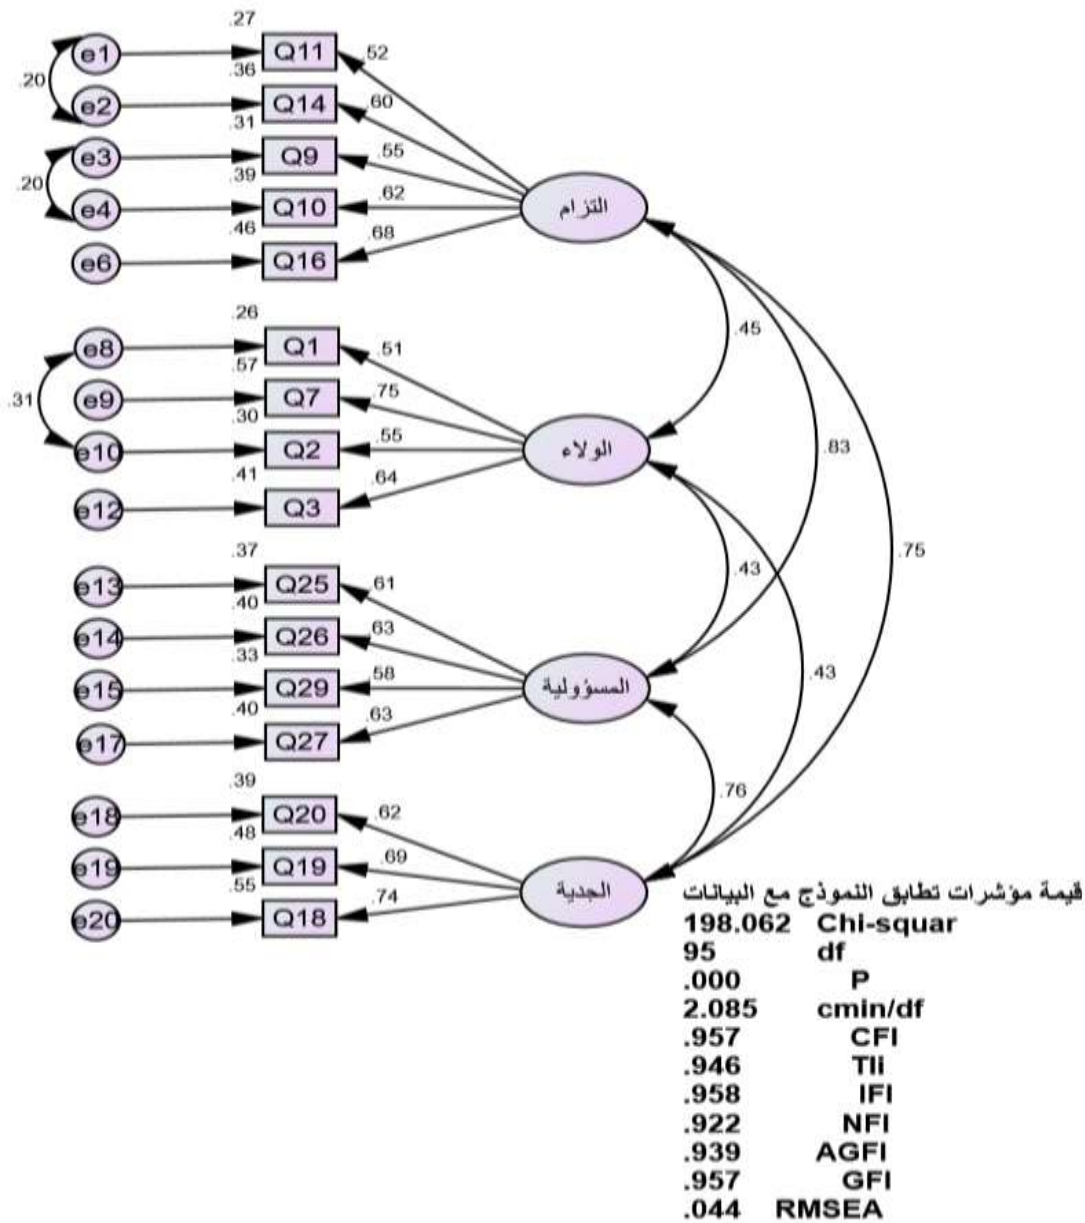 .27
e1 Q11 .52
.20
.36
e2 Q14 .60
.31
e3 Q9 .55
.20
.39
e4 Q10 .62
.46
e6 Q16 .68
التزام
.26
e8 Q1 .51
.45
.57
e9 Q7 .75
.31
.30
e10 Q2 .55
.41
e12 Q3 .64
الولاء
.83
.37
.75
e13 Q25 .61
.43
.40
e14 Q26 .63
.33
e15 Q29 .58
.40
e17 Q27 .63
المسؤولية
.43
.39
.76
e18 Q20 .62
.48
e19 Q19 .69
.55
e20 Q18 .74
الجدية
قيمة مؤشرات تطابق النموذج مع البيانات
198.062 Chi-squar
95 df
.000 P
2.085 cmin/df
.957 CFI
.946 Tli
.958 IFI
.922 NFI
.939 AGFI
.957 GFI
.044 RMSEA